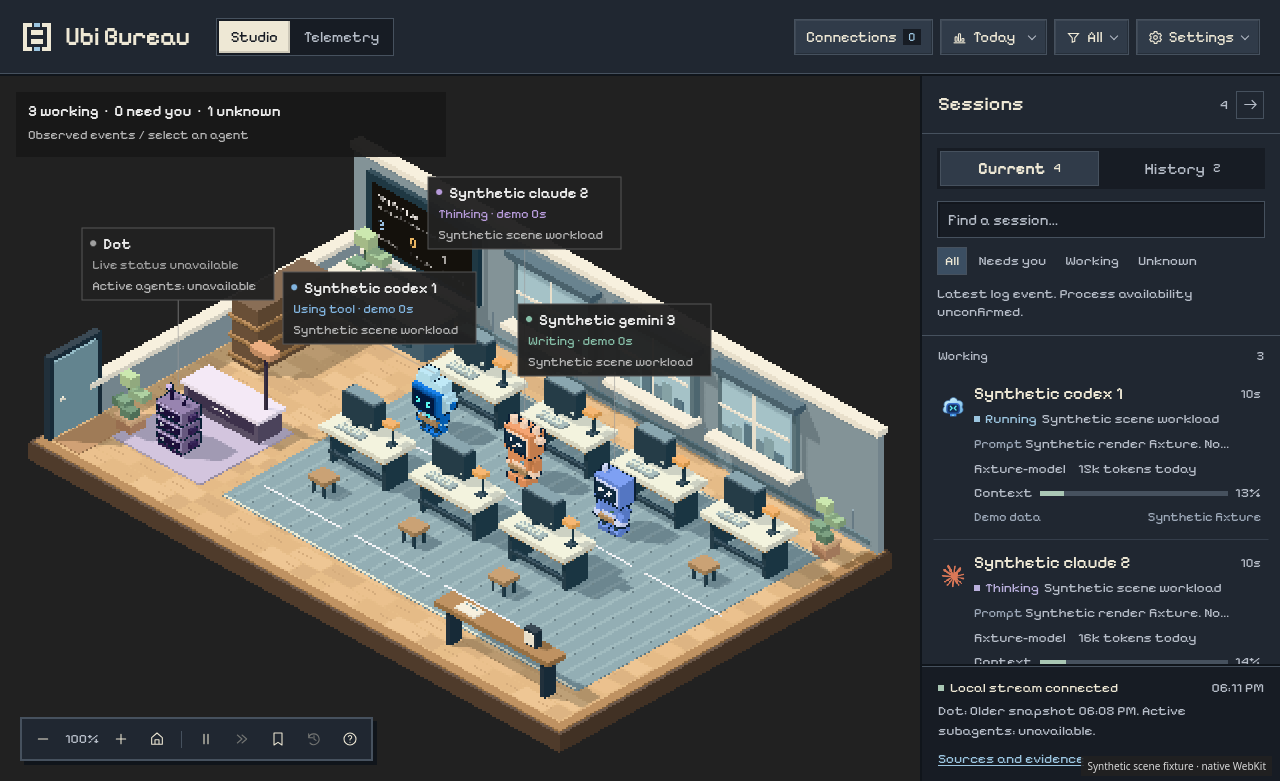 Ubi Bureau
Studio
Telemetry
Connections 0
Today
All
Settings
3 working · 0 need you · 1 unknown
Observed events / select an agent
Synthetic claude 2
Thinking · demo 0s
Synthetic scene workload
Dot
Live status unavailable
Active agents: unavailable
Synthetic codex 1
Using tool · demo 0s
Synthetic scene workload
Synthetic gemini 3
Writing · demo 0s
Synthetic scene workload
100%
Sessions 4
Current 4
History 2
Find a session...
All Needs you Working Unknown
Latest log event. Process availability
unconfirmed.
Working 3
Synthetic codex 1 10s
Running Synthetic scene workload
Prompt Synthetic render fixture. No...
fixture-model 13k tokens today
Context 13%
Demo data Synthetic fixture
Synthetic claude 2 10s
Thinking Synthetic scene workload
Prompt Synthetic render fixture. No...
fixture-model 16k tokens today
Context 14%
Local stream connected 06:11 PM
Dot: Older snapshot 06:08 PM. Active
subagents: unavailable.
Sources and evidence
Synthetic scene fixture · native WebKit